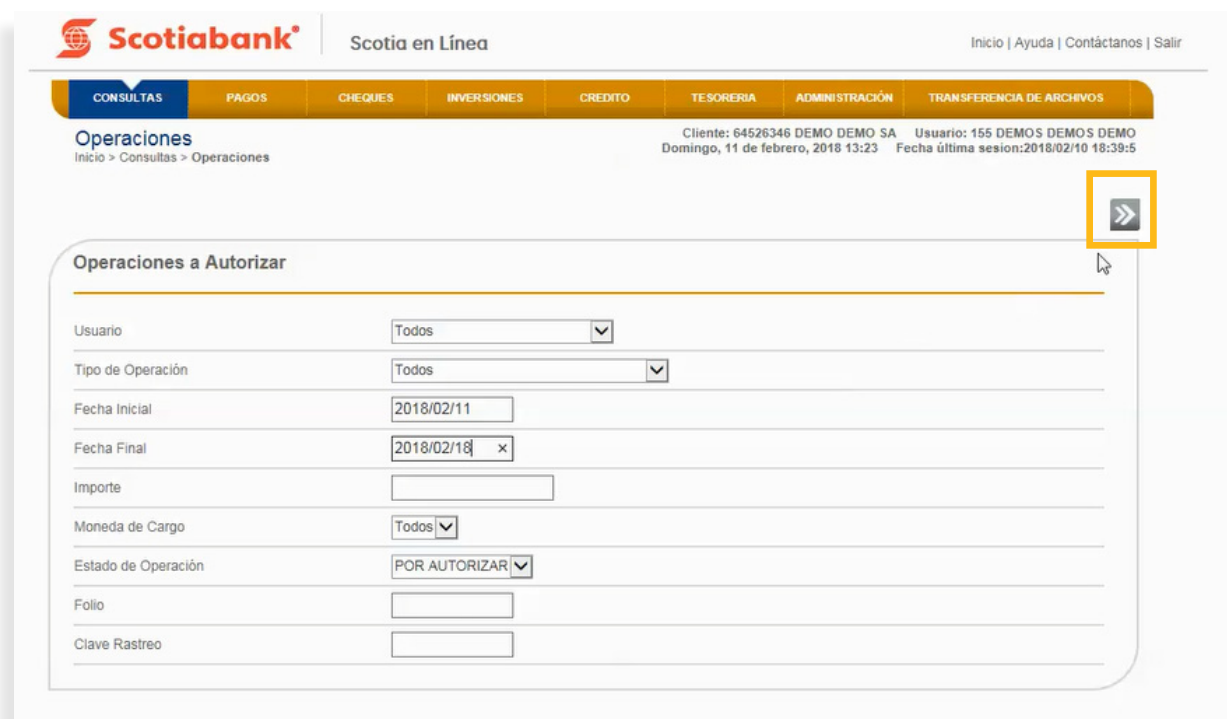 Scotiabank Scotia en Línea Inicio | Ayuda | Contáctanos | Salir
CONSULTAS PAGOS CHEQUES INVERSIONES CREDITO TESORERIA ADMINISTRACIÓN TRANSFERENCIA DE ARCHIVOS
Operaciones Cliente: 64526346 DEMO DEMO SA Usuario: 155 DEMOS DEMOS DEMO
Inicio > Consultas > Operaciones Domingo, 11 de febrero, 2018 13:23 Fecha última sesion:2018/02/10 18:39:5
Operaciones a Autorizar
Usuario Todos
Tipo de Operación Todos
Fecha Inicial 2018/02/11
Fecha Final 2018/02/18 ×
Importe
Moneda de Cargo Todos
Estado de Operación POR AUTORIZAR
Folio
Clave Rastreo